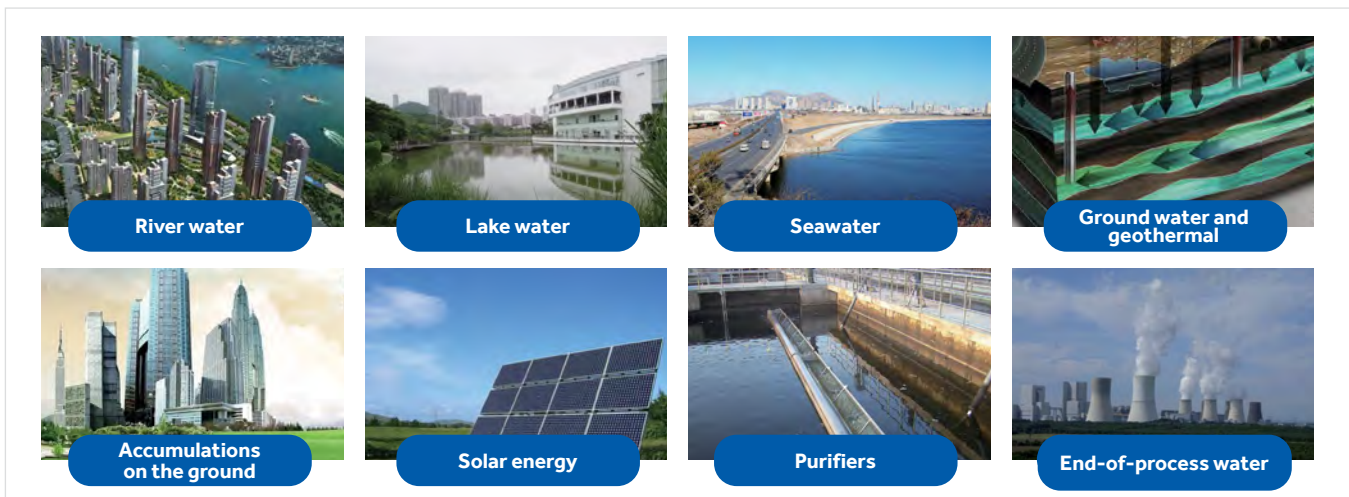 River water
Lake water
Seawater
Ground water and
geothermal
Accumulations
on the ground
Solar energy
Purifiers
End-of-process water